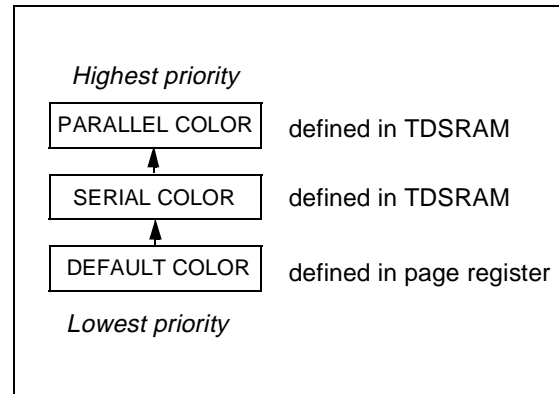 Highest priority
PARALLEL COLOR defined in TDSRAM
SERIAL COLOR defined in TDSRAM
DEFAULT COLOR defined in page register
Lowest priority